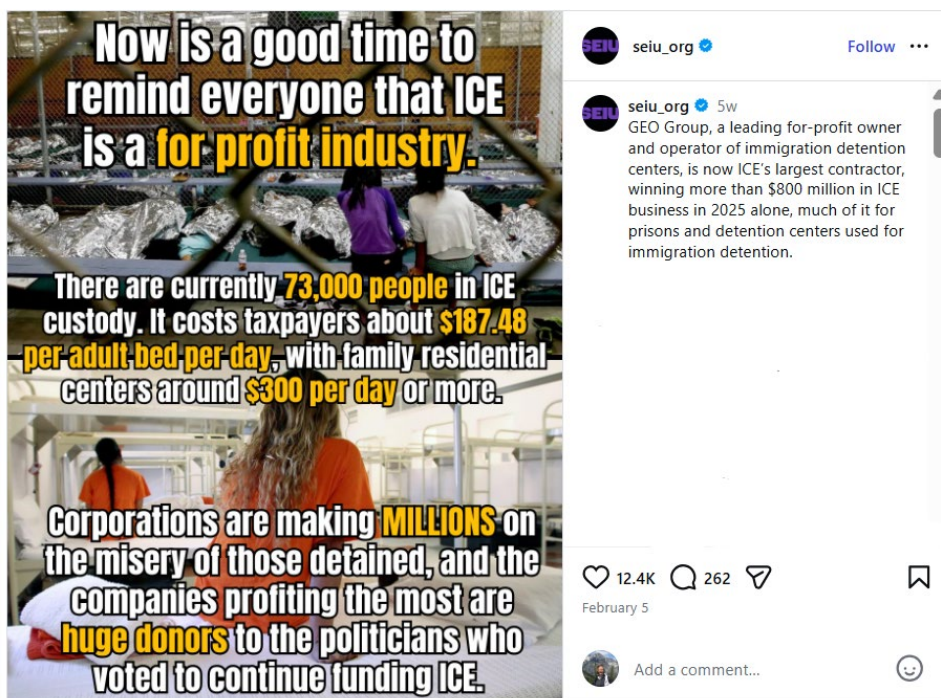 Now is a good time to
remind everyone that ICE
is a for profit industry.
There are currently 73,000 people in ICE
custody. It costs taxpayers about $187.48
per adult bed per day, with family residential
centers around $300 per day or more.
Corporations are making MILLIONS on
the misery of those detained, and the
companies profiting the most are
huge donors to the politicians who
voted to continue funding ICE.
SEIU
seiu_org
Follow
SEIU
seiu_org 5w
GEO Group, a leading for-profit owner
and operator of immigration detention
centers, is now ICE's largest contractor,
winning more than $800 million in ICE
business in 2025 alone, much of it for
prisons and detention centers used for
immigration detention.
12.4K 262
February 5
Add a comment...